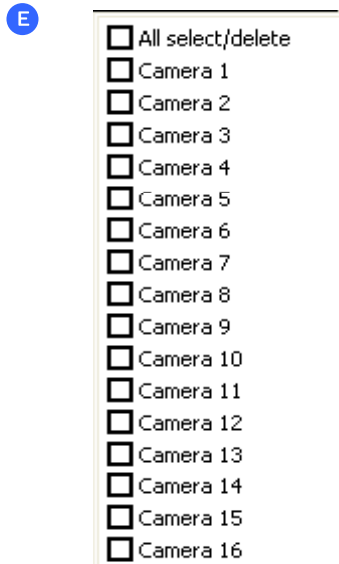 E
All select/delete
Camera 1
Camera 2
Camera 3
Camera 4
Camera 5
Camera 6
Camera 7
Camera 8
Camera 9
Camera 10
Camera 11
Camera 12
Camera 13
Camera 14
Camera 15
Camera 16